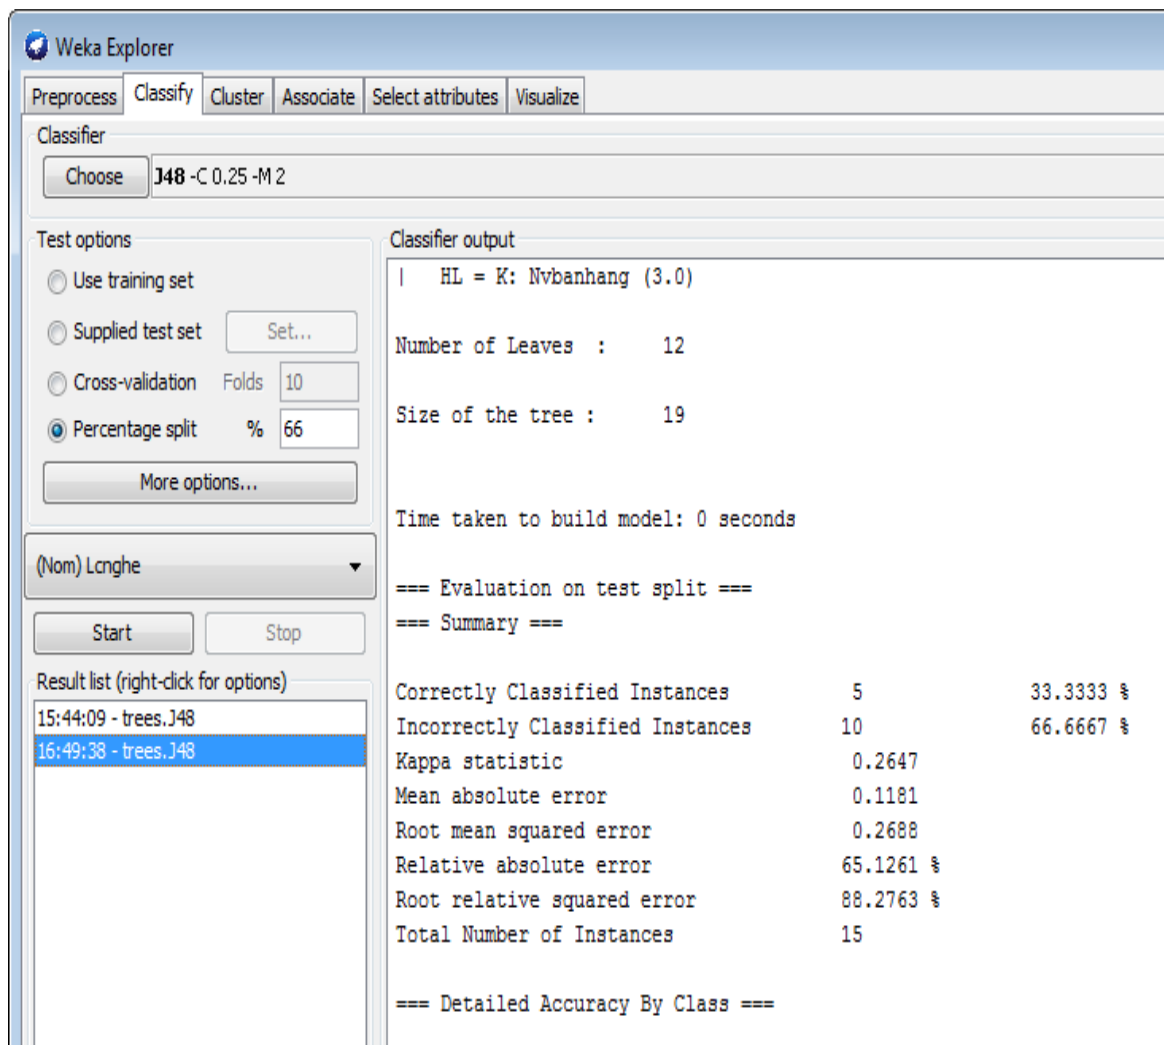 Weka Explorer
Preprocess Classify Cluster Associate Select attributes Visualize
Classifier
Choose J48 -C 0.25 -M 2
Test options
Use training set
Supplied test set Set...
Cross-validation Folds 10
Percentage split % 66
More options...
(Nom) Lcnghe
Start Stop
Result list (right-click for options)
15:44:09 - trees.J48
16:49:38 - trees.J48
Classifier output
| HL = K: Nvbanhang (3.0)
Number of Leaves : 12
Size of the tree : 19
Time taken to build model: 0 seconds
=== Evaluation on test split ===
=== Summary ===
Correctly Classified Instances 5 33.3333 %
Incorrectly Classified Instances 10 66.6667 %
Kappa statistic 0.2647
Mean absolute error 0.1181
Root mean squared error 0.2688
Relative absolute error 65.1261 %
Root relative squared error 88.2763 %
Total Number of Instances 15
=== Detailed Accuracy By Class ===